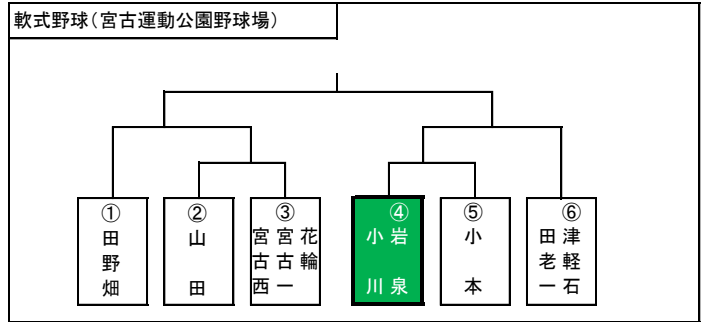 軟式野球(宮古運動公園野球場)
①
田野畑
②
山田
③
花輪
宮古一
宮古西
④
岩泉
小川
⑤
小本
⑥
津軽石
田老一